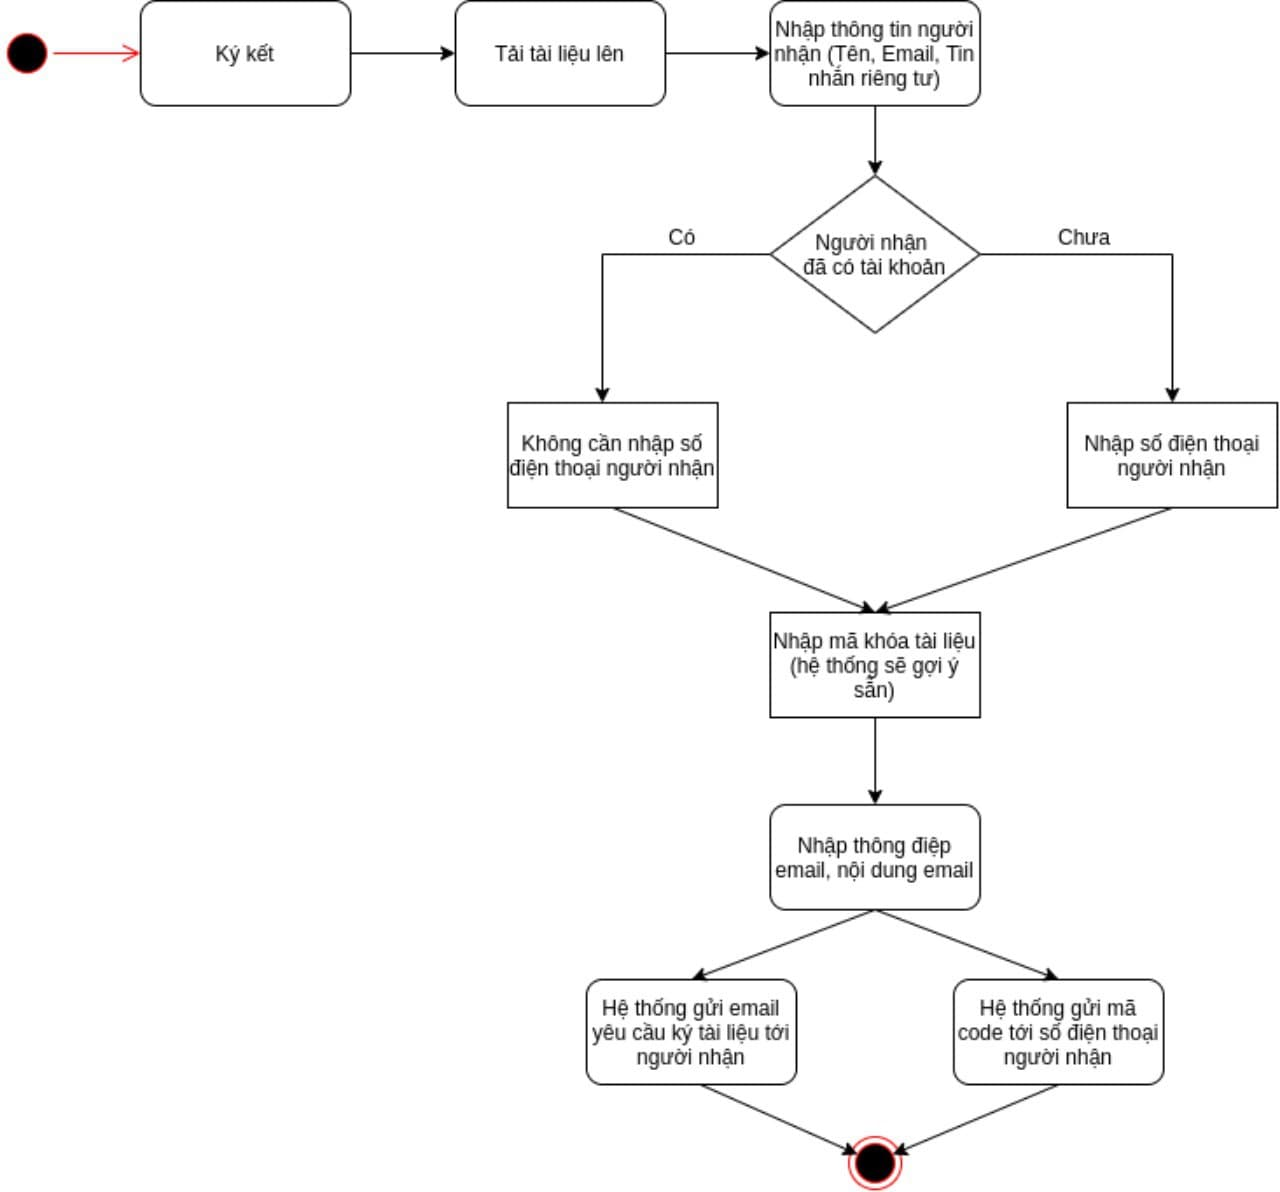 Ký kết
Tải tài liệu lên
Nhập thông tin người
nhận (Tên, Email, Tin
nhắn riêng tư)
Người nhận
đã có tài khoản
Có
Chưa
Không cần nhập số
điện thoại người nhận
Nhập số điện thoại
người nhận
Nhập mã khóa tài liệu
(hệ thống sẽ gợi ý
sẵn)
Nhập thông điệp
email, nội dung email
Hệ thống gửi email
yêu cầu ký tài liệu tới
người nhận
Hệ thống gửi mã
code tới số điện thoại
người nhận